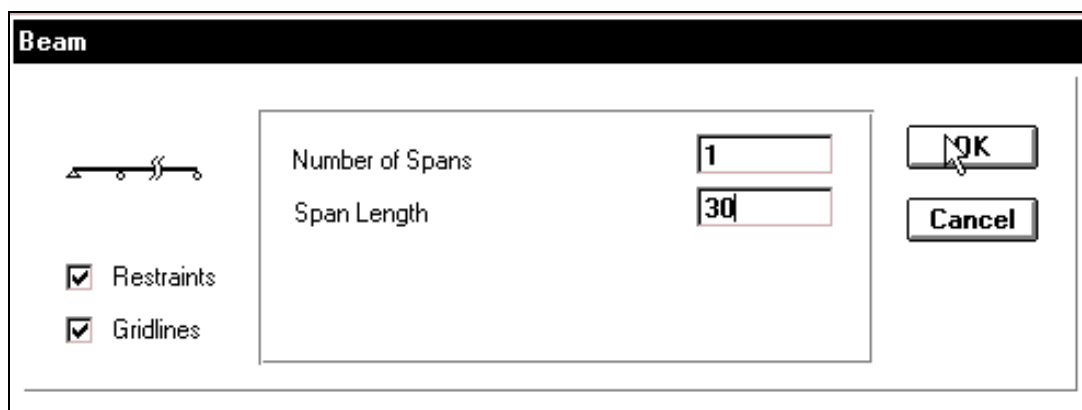 Beam
Number of Spans 1
OK
Span Length 30
Cancel
Restraints
Gridlines